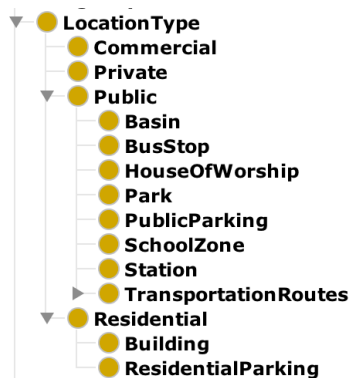 LocationType
Commercial
Private
Public
Basin
BusStop
HouseOfWorship
Park
PublicParking
SchoolZone
Station
TransportationRoutes
Residential
Building
ResidentialParking